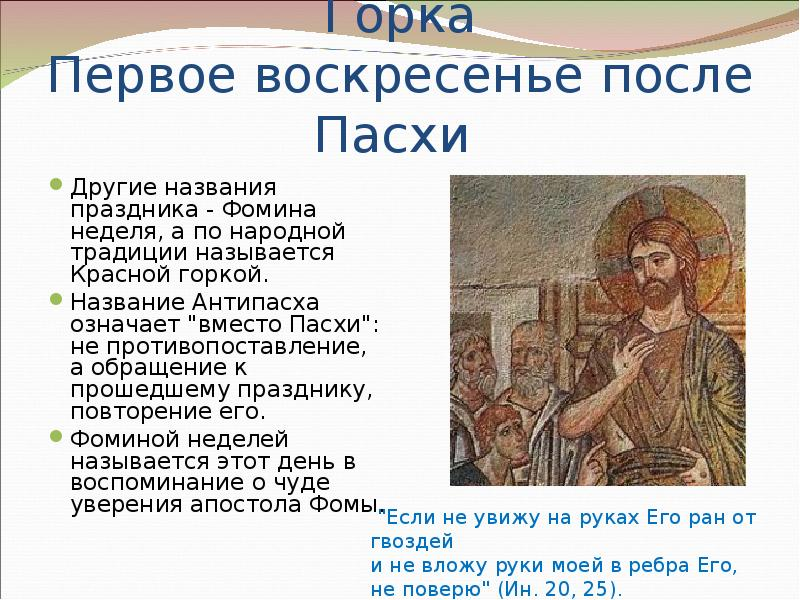 Горка
Первое воскресенье после
Пасхи
Другие названия
праздника - Фомина
неделя, а по народной
традиции называется
Красной горкой.
Название Антипасха
означает "вместо Пасхи":
не противопоставление,
а обращение к
прошедшему празднику,
повторение его.
Фоминой неделей
называется этот день в
воспоминание о чуде
уверения апостола Фомы.
"Если не увижу на руках Его ран от
гвоздей
и не вложу руки моей в ребра Его,
не поверю" (Ин. 20, 25).